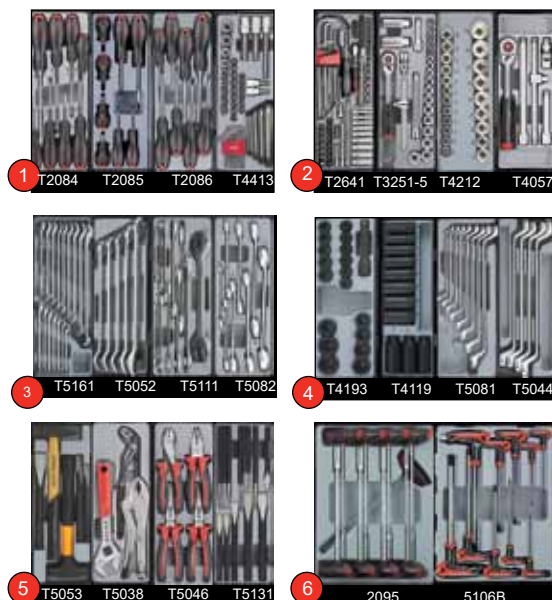 1 T2084 T2085 T2086 T4413
2 T2641 T3251-5 T4212 T4057
3 T5161 T5052 T5111 T5082
4 T4193 T4119 T5081 T5044
5 T5053 T5038 T5046 T5131
6 2095 5106B